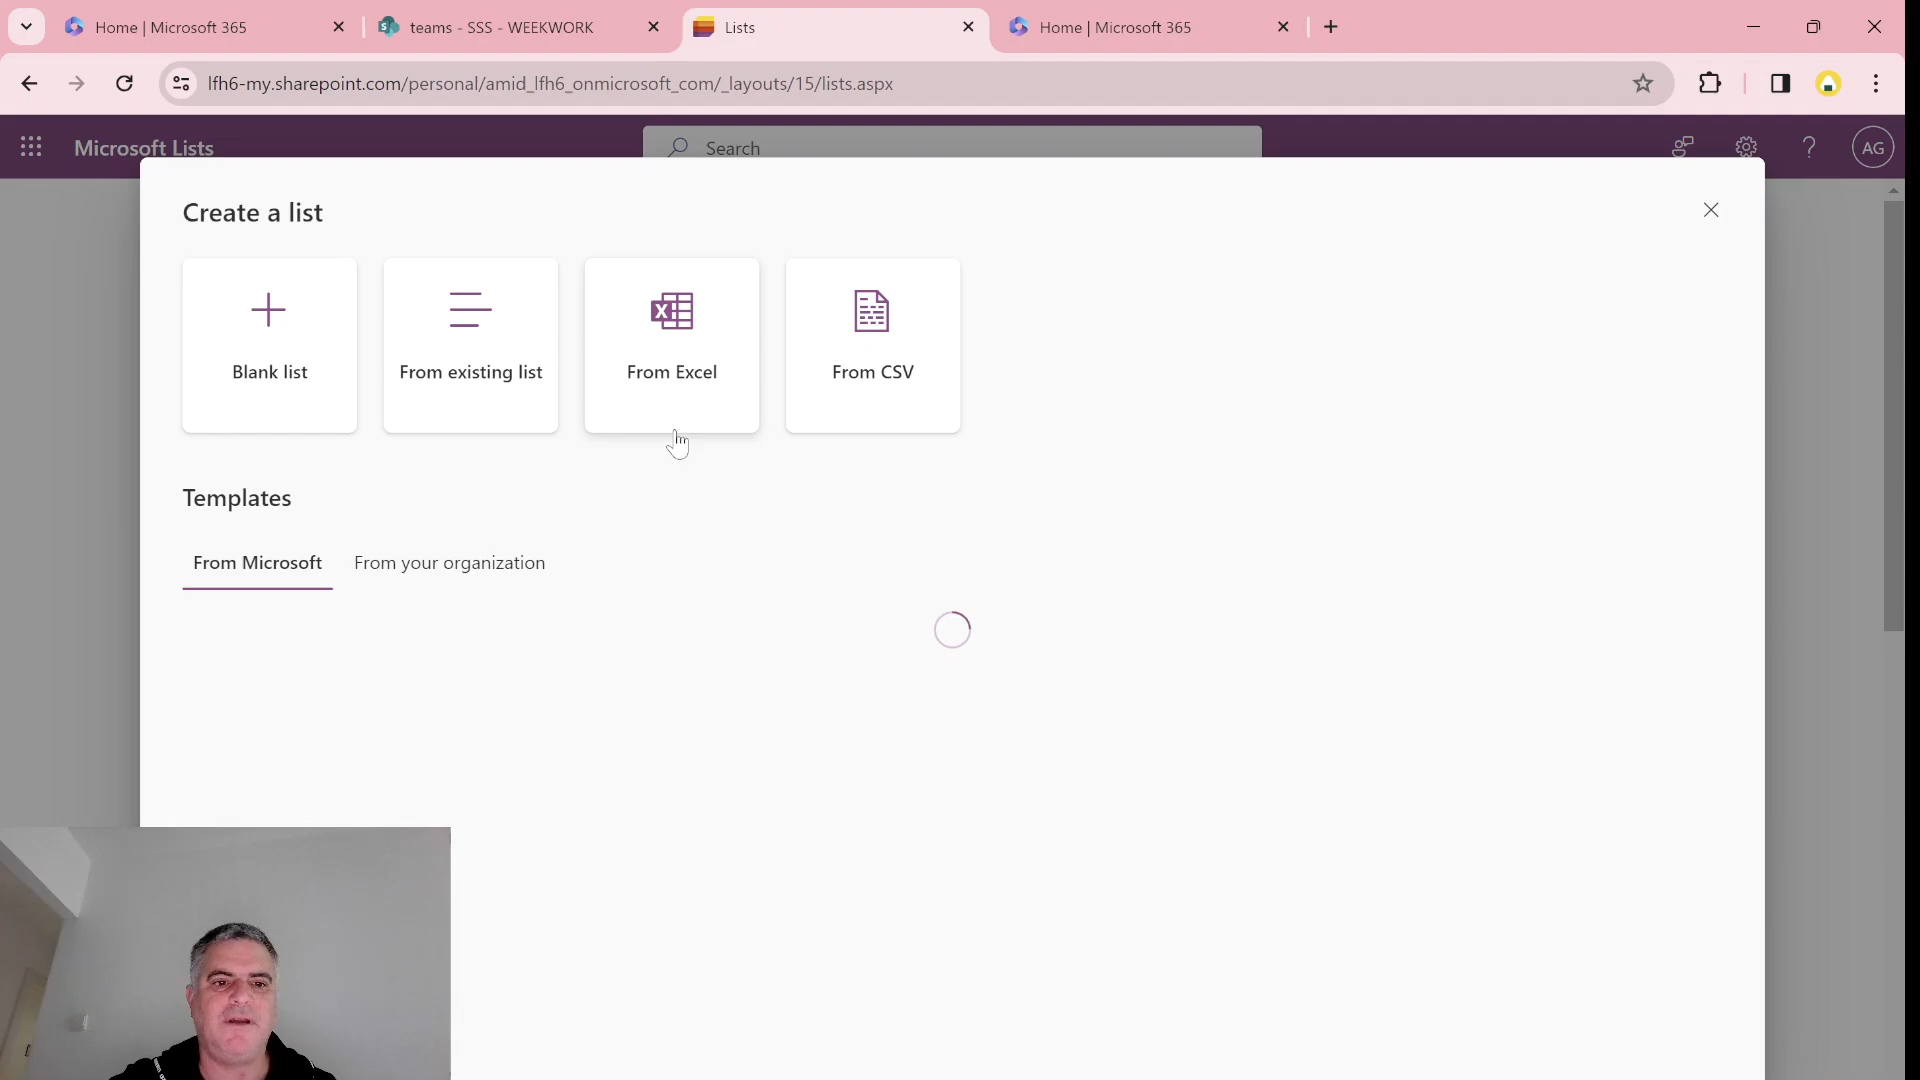 Home | Microsoft 365
teams - SSS - WEEKWORK
Lists
Home | Microsoft 365
lfh6-my.sharepoint.com/personal/amid_lfh6_onmicrosoft_com/_layouts/15/lists.aspx
Microsoft Lists
Search
AG
Create a list
Blank list
From existing list
From Excel
From CSV
Templates
From Microsoft
From your organization